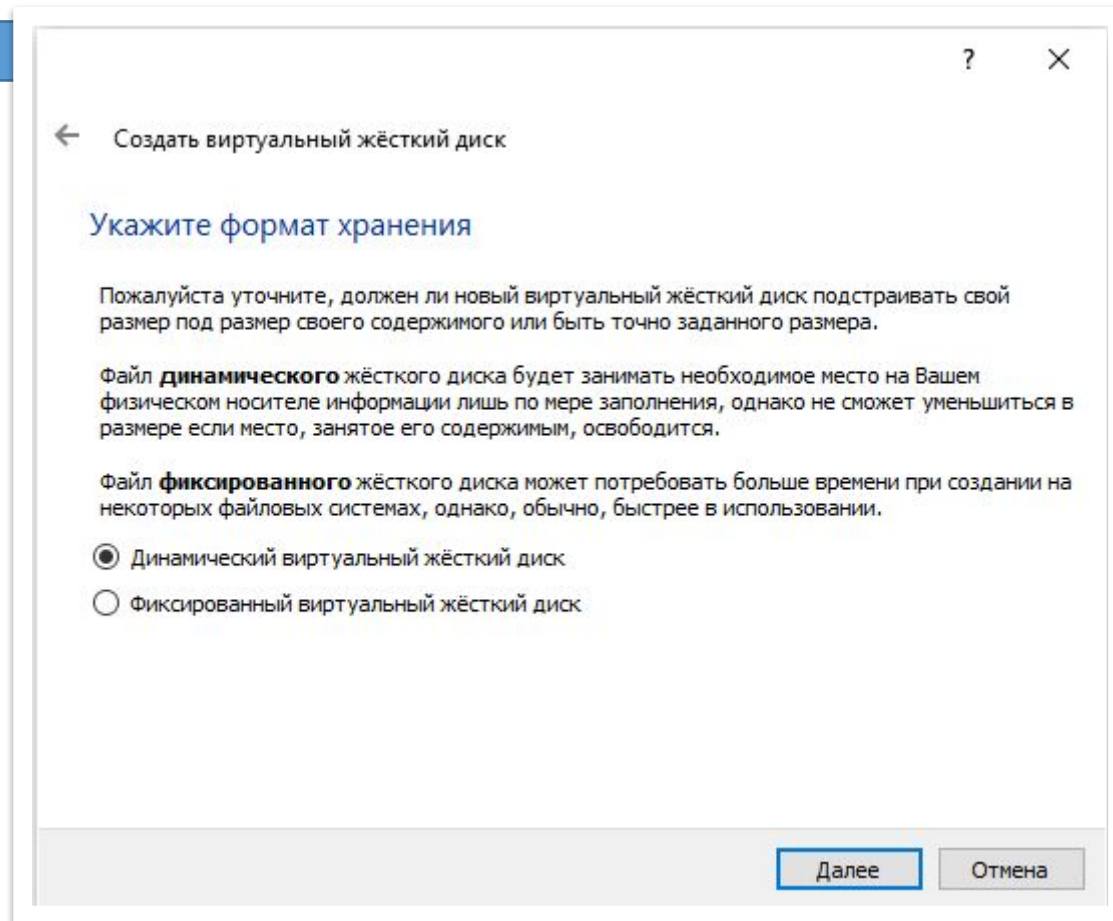 ?
Создать виртуальный жёсткий диск
Укажите формат хранения
Пожалуйста уточните, должен ли новый виртуальный жёсткий диск подстраивать свой
размер под размер своего содержимого или быть точно заданного размера.
Файл динамического жёсткого диска будет занимать необходимое место на Вашем
физическом носителе информации лишь по мере заполнения, однако не сможет уменьшиться в
размере если место, занятое его содержимым, освободится.
Файл фиксированного жёсткого диска может потребовать больше времени при создании на
некоторых файловых системах, однако, обычно, быстрее в использовании.
Динамический виртуальный жёсткий диск
Фиксированный виртуальный жёсткий диск
Далее Отмена